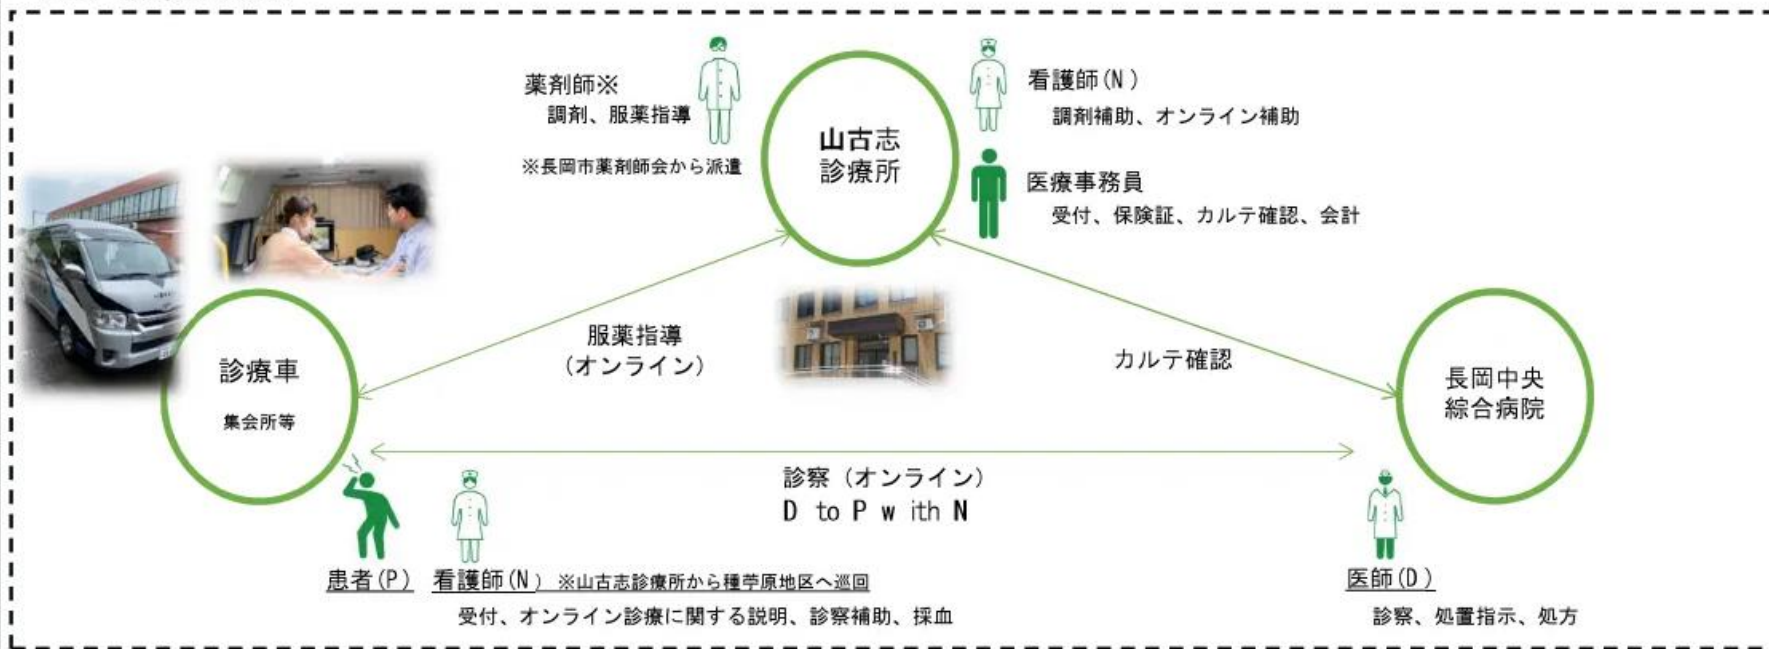 薬剤師※
調剤、服薬指導
※長岡市薬剤師会から派遣
山古志
診療所
看護師(N)
調剤補助、オンライン補助
医療事務員
受付、保険証、カルテ確認、会計
診療車
集会所等
服薬指導
(オンライン)
カルテ確認
長岡中央
綜合病院
診察（オンライン）
D to P w ith N
患者(P) 看護師(N) ※山古志診療所から種苧原地区へ巡回
受付、オンライン診療に関する説明、診察補助、採血
医師(D)
診察、処置指示、処方